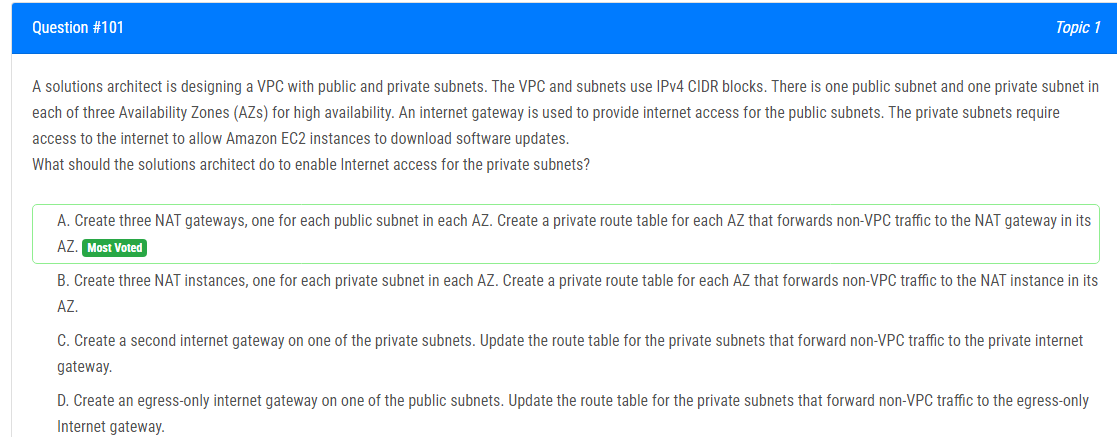 Question #101
Topic 1
A solutions architect is designing a VPC with public and private subnets. The VPC and subnets use IPv4 CIDR blocks. There is one public subnet and one private subnet in
each of three Availability Zones (AZs) for high availability. An internet gateway is used to provide internet access for the public subnets. The private subnets require
access to the internet to allow Amazon EC2 instances to download software updates.
What should the solutions architect do to enable Internet access for the private subnets?
A. Create three NAT gateways, one for each public subnet in each AZ. Create a private route table for each AZ that forwards non-VPC traffic to the NAT gateway in its
AZ. Most Voted
B. Create three NAT instances, one for each private subnet in each AZ. Create a private route table for each AZ that forwards non-VPC traffic to the NAT instance in its
AZ.
C. Create a second internet gateway on one of the private subnets. Update the route table for the private subnets that forward non-VPC traffic to the private internet
gateway.
D. Create an egress-only internet gateway on one of the public subnets. Update the route table for the private subnets that forward non-VPC traffic to the egress-only
Internet gateway.